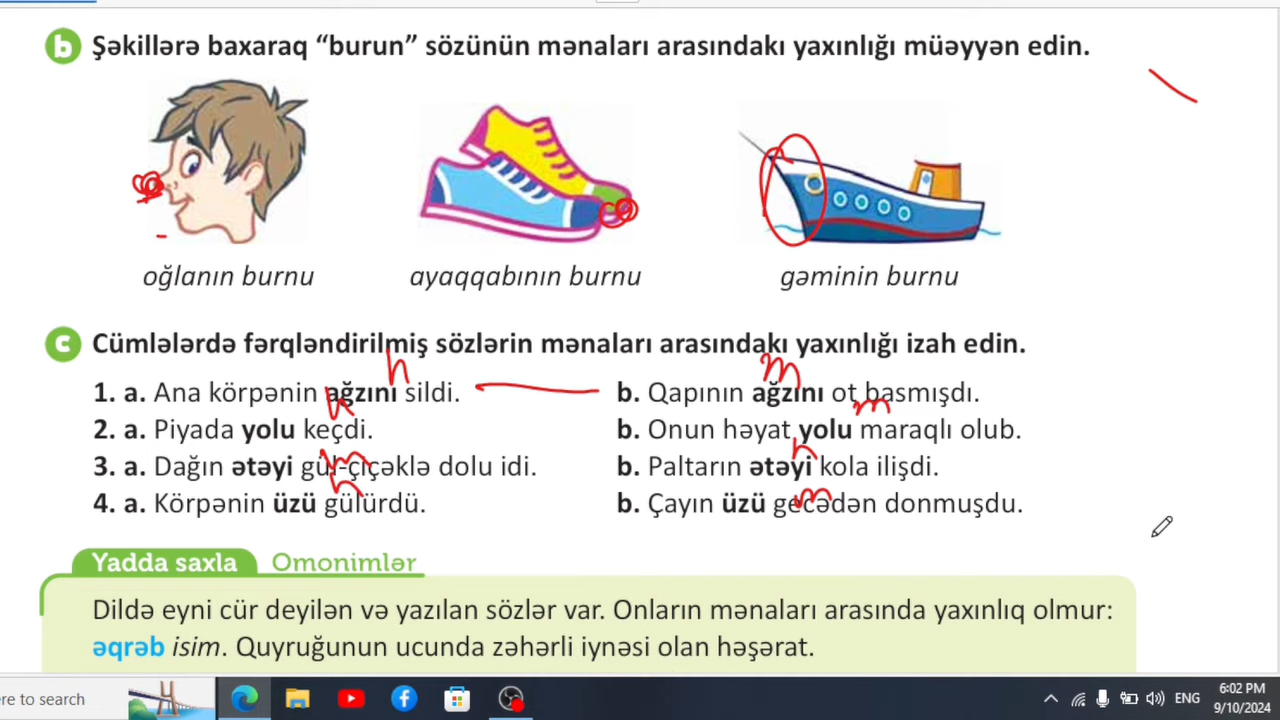 b Şəkillərə baxaraq “burun” sözünün mənaları arasındakı yaxınlığı müəyyən edin.
oğlanın burnu ayaqqabının burnu gəminin burnu
c Cümlələrdə fərqləndirilmiş sözlərin mənaları arasındakı yaxınlığı izah edin.
h m
1. a. Ana körpənin ağzını sildi. b. Qapının ağzını ot basmışdı.
h m
2. a. Piyada yolu keçdi. b. Onun həyat yolu maraqlı olub.
m h
3. a. Dağın ətəyi gül-çiçəklə dolu idi. b. Paltarın ətəyi kola ilişdi.
h m
4. a. Körpənin üzü gülürdü. b. Çayın üzü gecədən donmuşdu.
Yadda saxla Omonimlər
Dildə eyni cür deyilən və yazılan sözlər var. Onların mənaları arasında yaxınlıq olmur:
əqrəb isim. Quyruğunun ucunda zəhərli iynəsi olan həşərat.
re to search
ENG
6:02 PM
9/10/2024